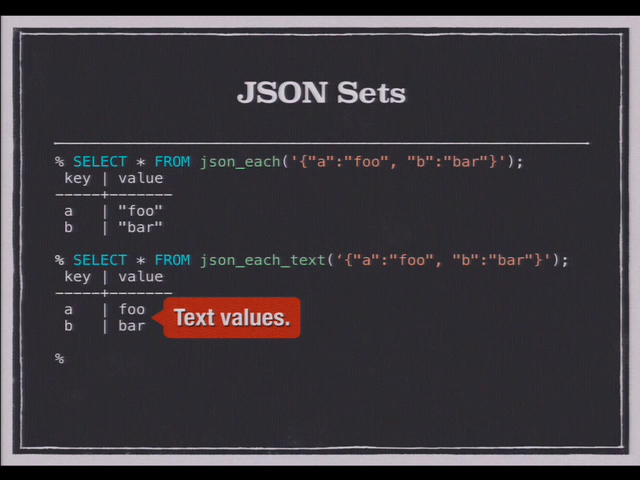 JSON Sets
% SELECT * FROM json_each('{"a":"foo", "b":"bar"}');
 key | value
-----+-------
 a   | "foo"
 b   | "bar"
% SELECT * FROM json_each_text(‘{"a":"foo", "b":"bar"}');
 key | value
-----+-------
 a   | foo
 b   | bar
Text values.
%